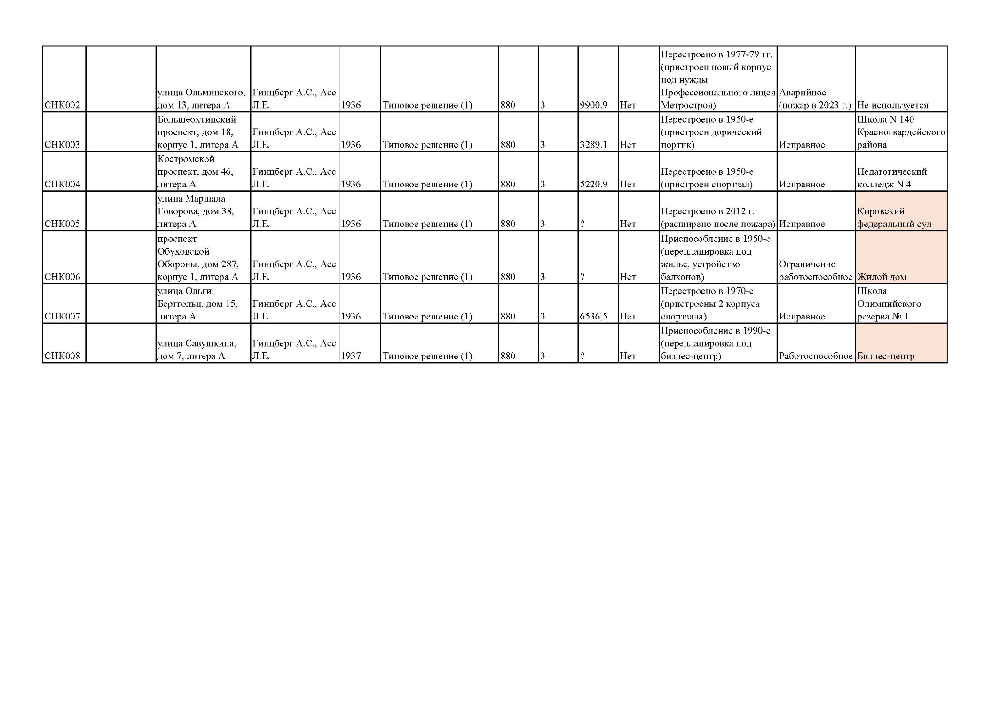 СНК002
улица Ольминского,
дом 13, литера А
Гинцберг А.С., Асс
Л.Е.
1936
Типовое решение (1)
880
3
9900.9
Нет
Перестроено в 1977-79 гг.
(пристроен новый корпус
под нужды
Профессионального лицея
Метростроя)
Аварийное
(пожар в 2023 г.)
Не используется
СНК003
Большеохтинский
проспект, дом 18,
корпус 1, литера А
Гинцберг А.С., Асс
Л.Е.
1936
Типовое решение (1)
880
3
3289.1
Нет
Перестроено в 1950-е
(пристроен дорический
портик)
Исправное
Школа N 140
Красногвардейского
района
СНК004
Костромской
проспект, дом 46,
литера А
Гинцберг А.С., Асс
Л.Е.
1936
Типовое решение (1)
880
3
5220.9
Нет
Перестроено в 1950-е
(пристроен спортзал)
Исправное
Педагогический
колледж N 4
СНК005
улица Маршала
Говорова, дом 38,
литера А
Гинцберг А.С., Асс
Л.Е.
1936
Типовое решение (1)
880
3
?
Нет
Перестроено в 2012 г.
(расширено после пожара)
Исправное
Кировский
федеральный суд
СНК006
проспект
Обуховской
Обороны, дом 287,
корпус 1, литера А
Гинцберг А.С., Асс
Л.Е.
1936
Типовое решение (1)
880
3
?
Нет
Приспособление в 1950-е
(перепланировка под
жилье, устройство
балконов)
Ограниченно
работоспособное
Жилой дом
СНК007
улица Ольги
Берггольц, дом 15,
литера А
Гинцберг А.С., Асс
Л.Е.
1936
Типовое решение (1)
880
3
6536,5
Нет
Перестроено в 1970-е
(пристроены 2 корпуса
спортзала)
Исправное
Школа
Олимпийского
резерва № 1
СНК008
улица Савушкина,
дом 7, литера А
Гинцберг А.С., Асс
Л.Е.
1937
Типовое решение (1)
880
3
?
Нет
Приспособление в 1990-е
(перепланировка под
бизнес-центр)
Работоспособное
Бизнес-центр